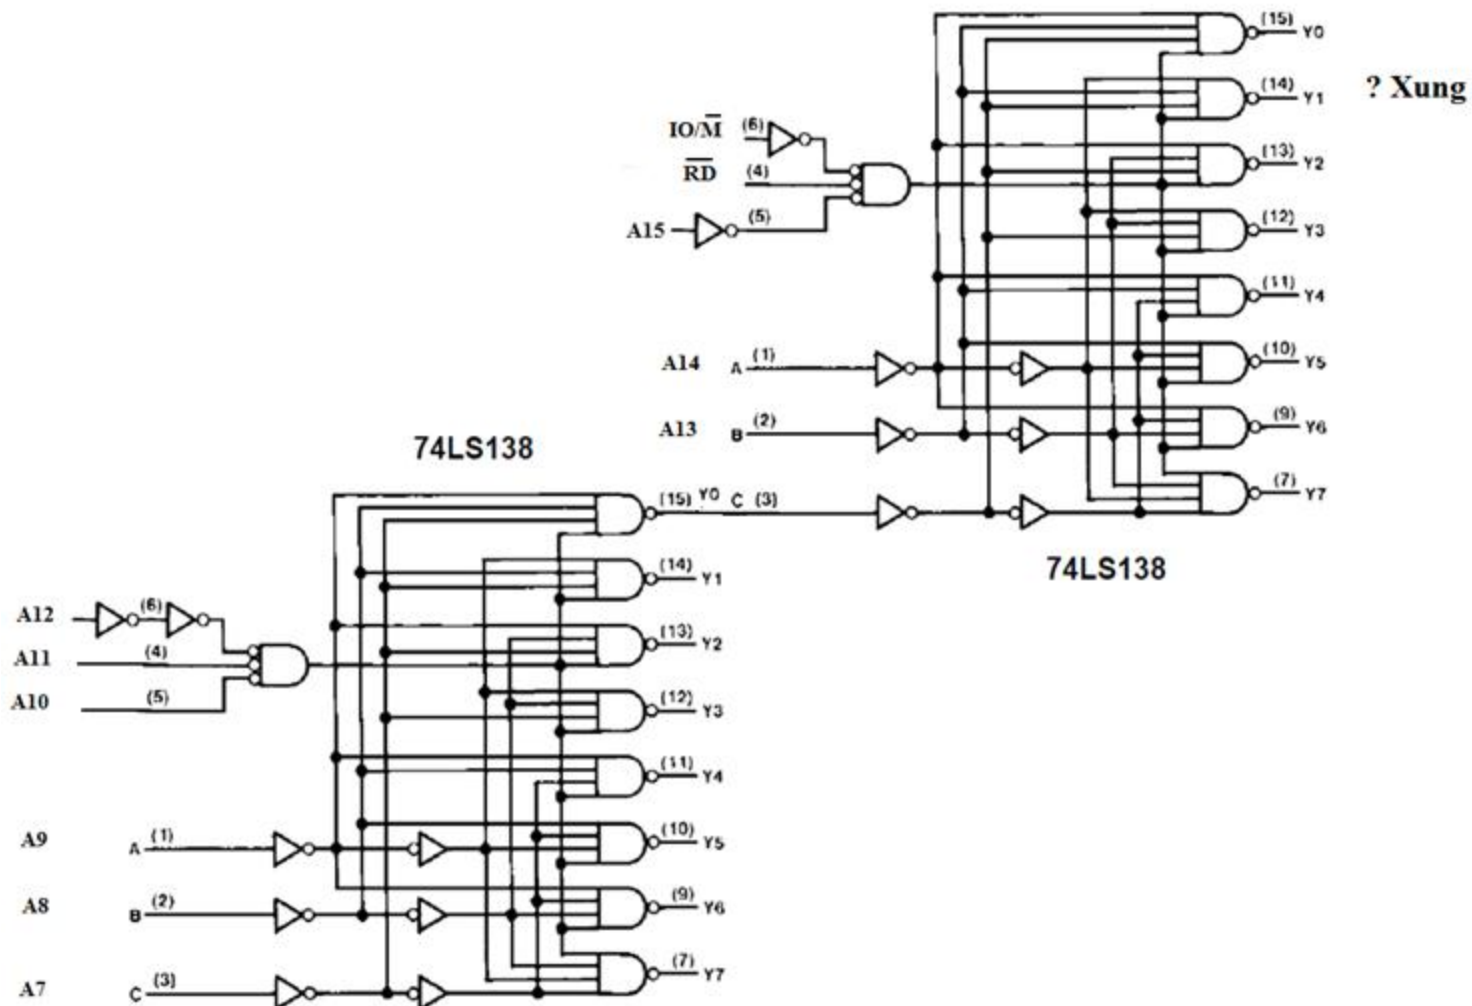 (15) Y0
? Xung
(14) Y1
IO/M̅ (6)
(13) Y2
R̅D̅ (4)
(12) Y3
A15 (5)
(11) Y4
A14 A (1)
(10) Y5
A13 B (2)
(9) Y6
74LS138
(7) Y7
(15) Y0 C (3)
74LS138
(14) Y1
A12 (6)
(13) Y2
A11 (4)
A10 (5)
(12) Y3
(11) Y4
A9 A (1)
(10) Y5
A8 B (2)
(9) Y6
(7) Y7
A7 C (3)